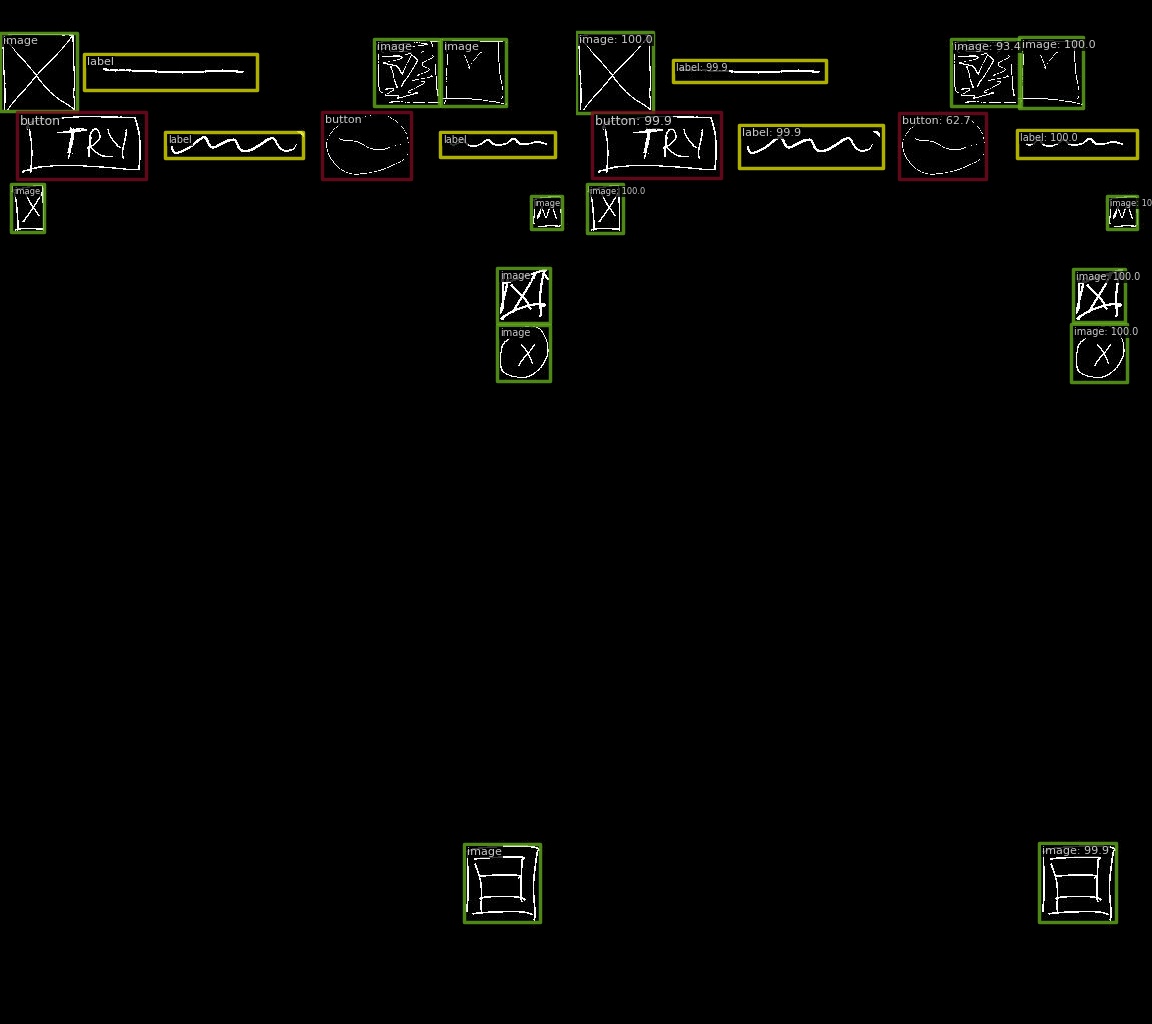 image image image image: 100.0 image: 93.4 image: 100.0
label label: 99.9
button TRY label button label button: 99.9 TRY label: 99.9 button: 62.7 label: 100.0
image X image image: 100.0 X image: 10
image X image: 100.0 X
image X image: 100.0 X
image image: 99.9